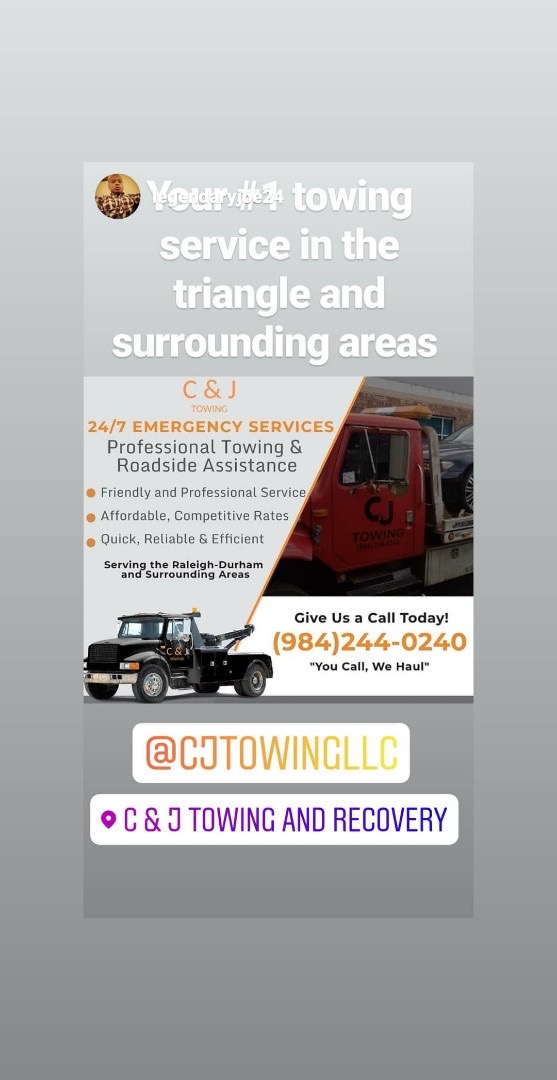 legendaryjoe24
Your #1 towing
service in the
triangle and
surrounding areas
C & J
TOWING
24/7 EMERGENCY SERVICES
Professional Towing &
Roadside Assistance
Friendly and Professional Service
Affordable, Competitive Rates
Quick, Reliable & Efficient
Serving the Raleigh-Durham
and Surrounding Areas
CJ
TOWING
C & J
Give Us a Call Today!
(984)244-0240
"You Call, We Haul"
@CJTOWINGLLC
C & J TOWING AND RECOVERY